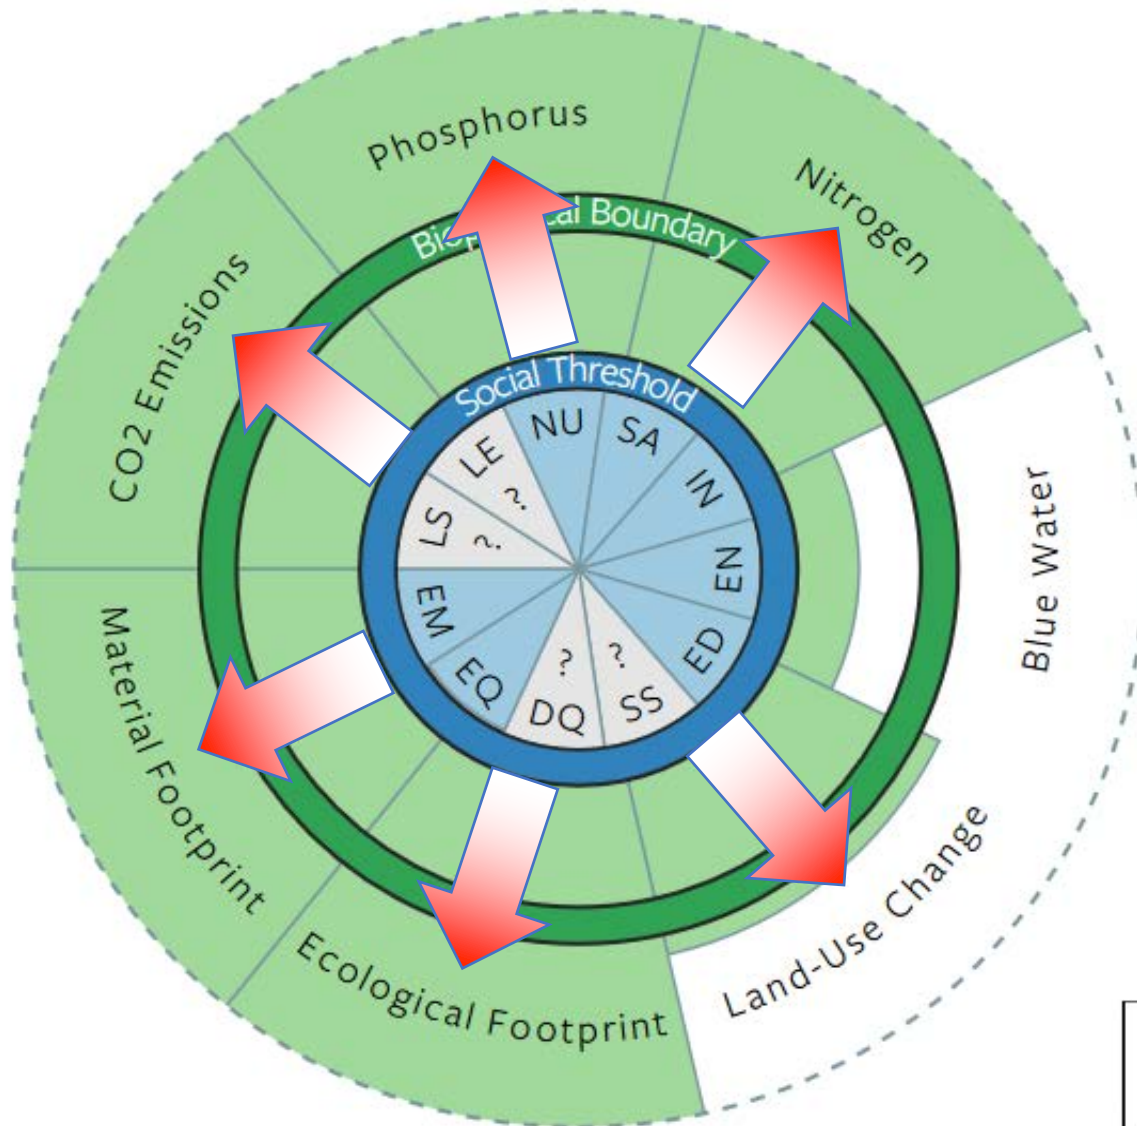 Phosphorus
Nitrogen
Blue Water
Land-Use Change
Ecological Footprint
Material Footprint
CO2 Emissions
Boundary
Social Threshold
NU
SA
IN
EN
ED
SS
?
DQ
?
EQ
EM
LS
?
LE
?